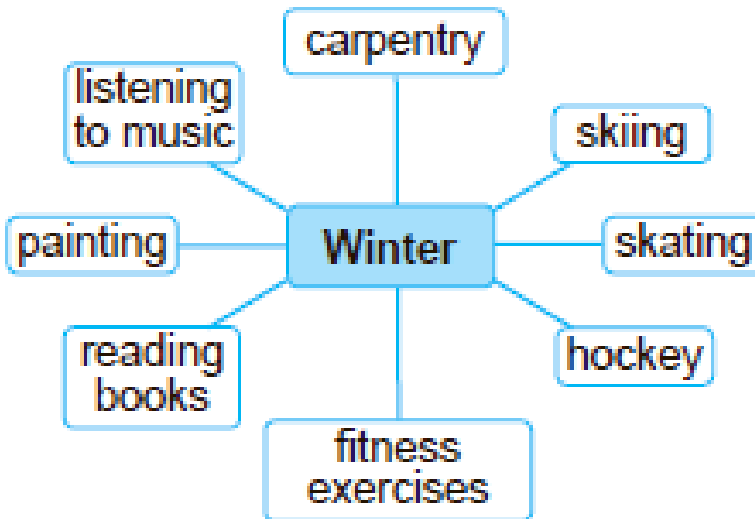 carpentry
listening
to music
skiing
painting
Winter
skating
reading
books
hockey
fitness
exercises